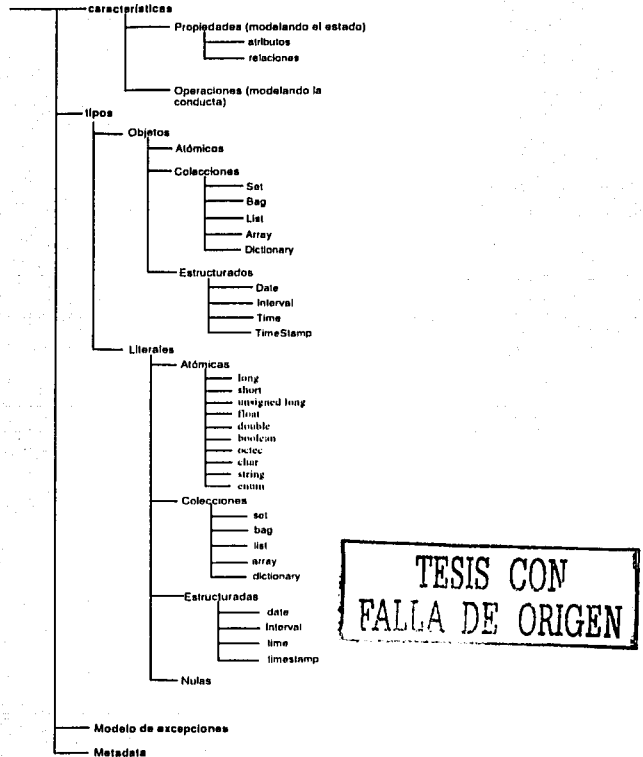 características
Propiedades (modelando el estado)
atributos
relaciones
Operaciones (modelando la
conducta)
tipos
Objetos
Atómicos
Colecciones
Set
Bag
List
Array
Dictionary
Estructurados
Date
Interval
Time
TimeStamp
Literales
Atómicas
long
short
unsigned long
float
double
boolean
octec
char
string
enum
Colecciones
set
bag
list
array
dictionary
Estructuradas
date
Interval
time
timestamp
Nulas
TESIS CON
FALLA DE ORIGEN
Modelo de excepciones
Metadata